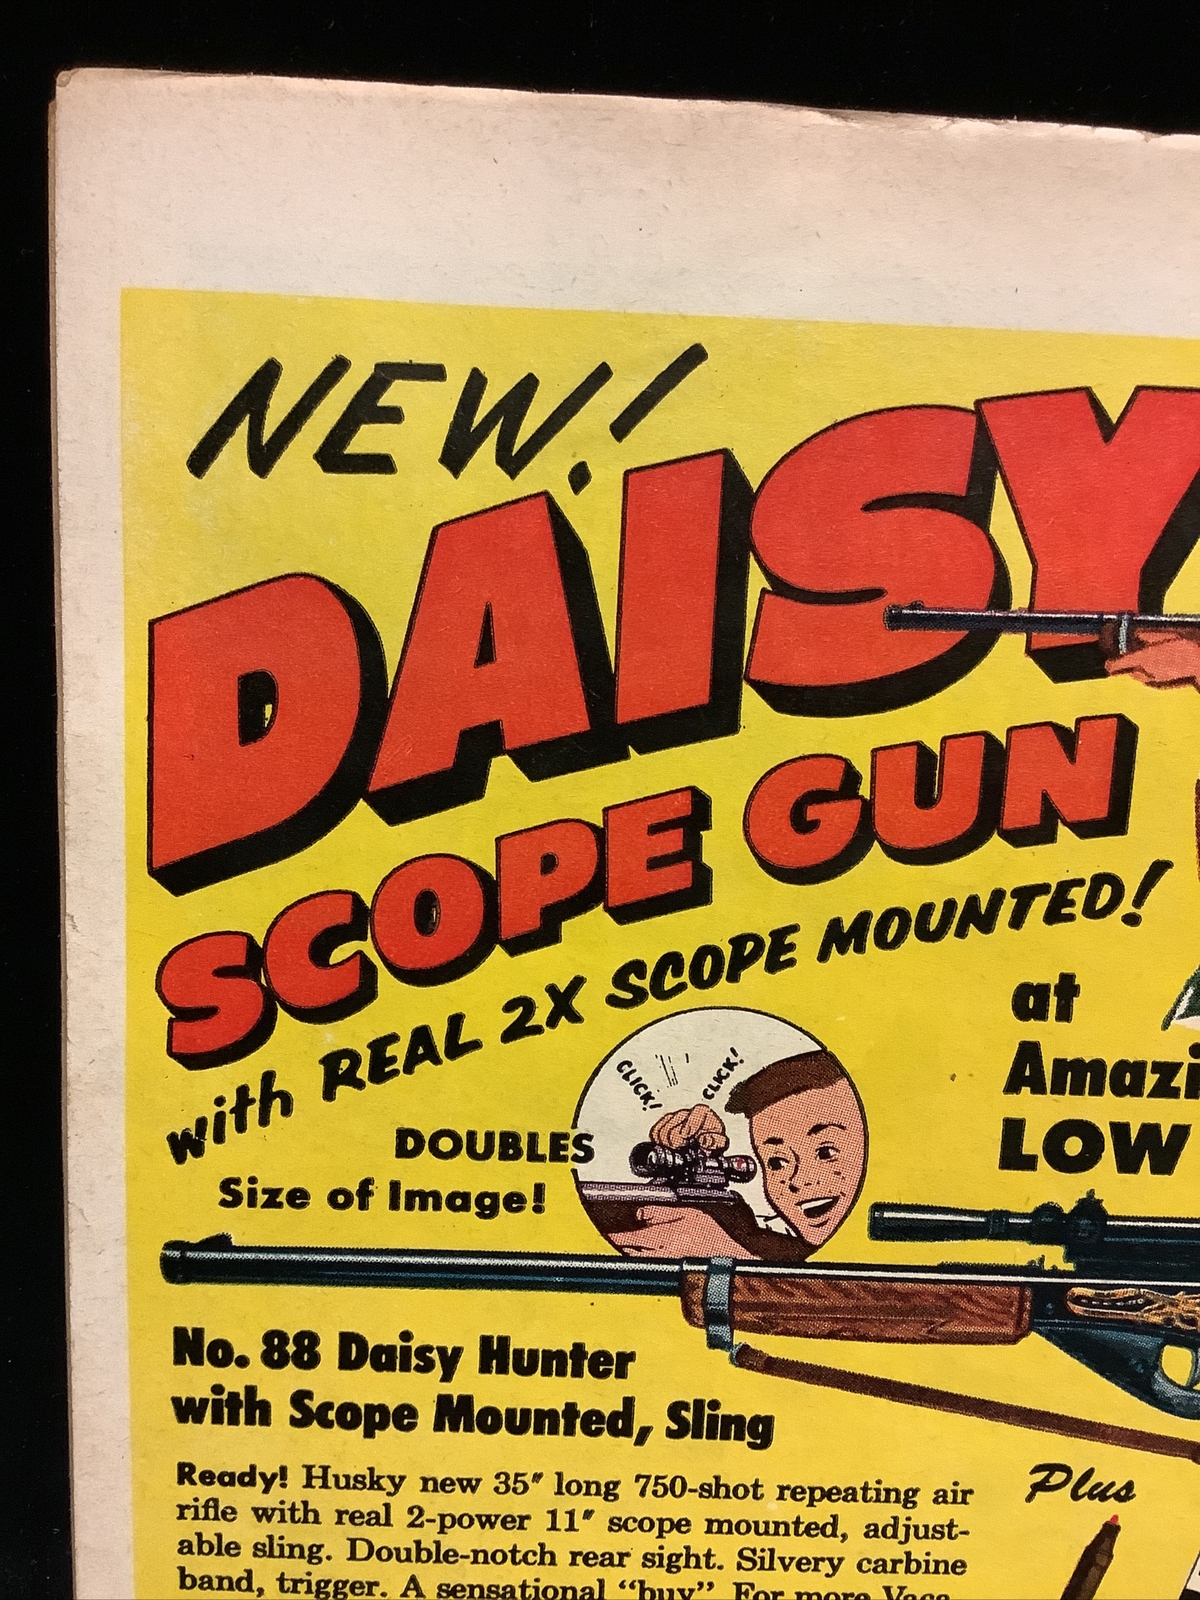 NEW!
DAISY
SCOPE GUN
with REAL 2X SCOPE MOUNTED!
at
Amazi
LOW
CLICK! CLICK!
DOUBLES
Size of Image!
No. 88 Daisy Hunter
with Scope Mounted, Sling
Ready! Husky new 35″ long 750-shot repeating air
rifle with real 2-power 11″ scope mounted, adjust-
able sling. Double-notch rear sight. Silvery carbine
band, trigger. A sensational “buy” For more Vaca-
Plus